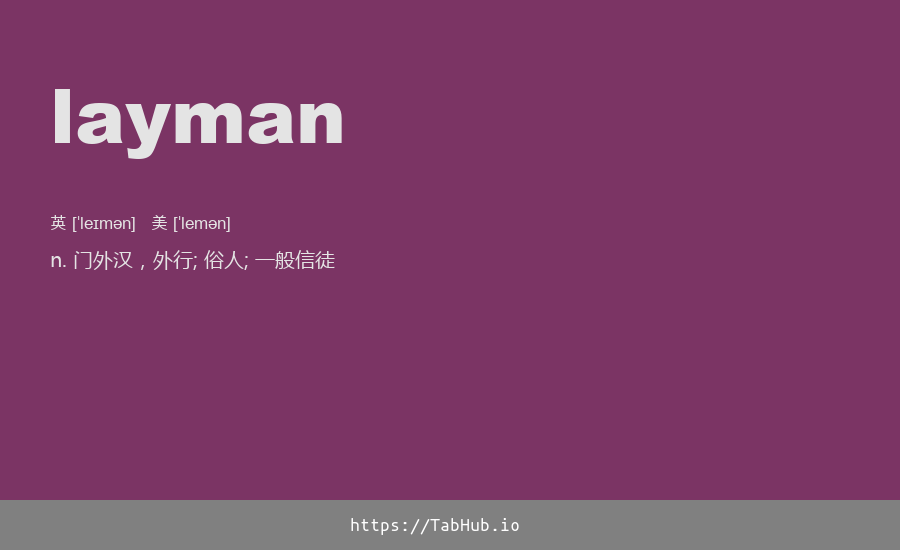 layman
英 [ˈleɪmən] 美 [ˈlemən]
n. 门外汉，外行; 俗人; 一般信徒
https://TabHub.io